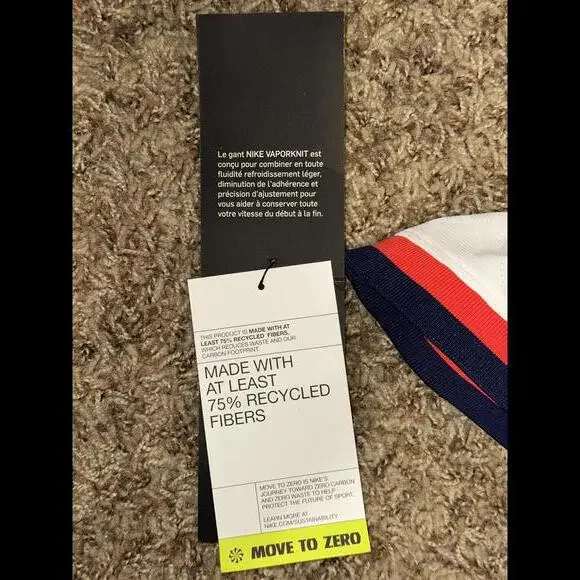 Le gant NIKE VAPORKNIT est
conçu pour combiner en toute
fluidité refroidissement léger,
diminution de l'adhérence et
précision d'ajustement pour
vous aider à conserver toute
votre vitesse du début à la fin.
THIS PRODUCT IS MADE WITH AT
LEAST 75% RECYCLED FIBERS,
WHICH REDUCES WASTE AND OUR
CARBON FOOTPRINT.
MADE WITH
AT LEAST
75% RECYCLED
FIBERS
MOVE TO ZERO IS NIKE'S
JOURNEY TOWARD ZERO CARBON
AND ZERO WASTE TO HELP
PROTECT THE FUTURE OF SPORT.
LEARN MORE AT
NIKE.COM/SUSTAINABILITY
MOVE TO ZERO